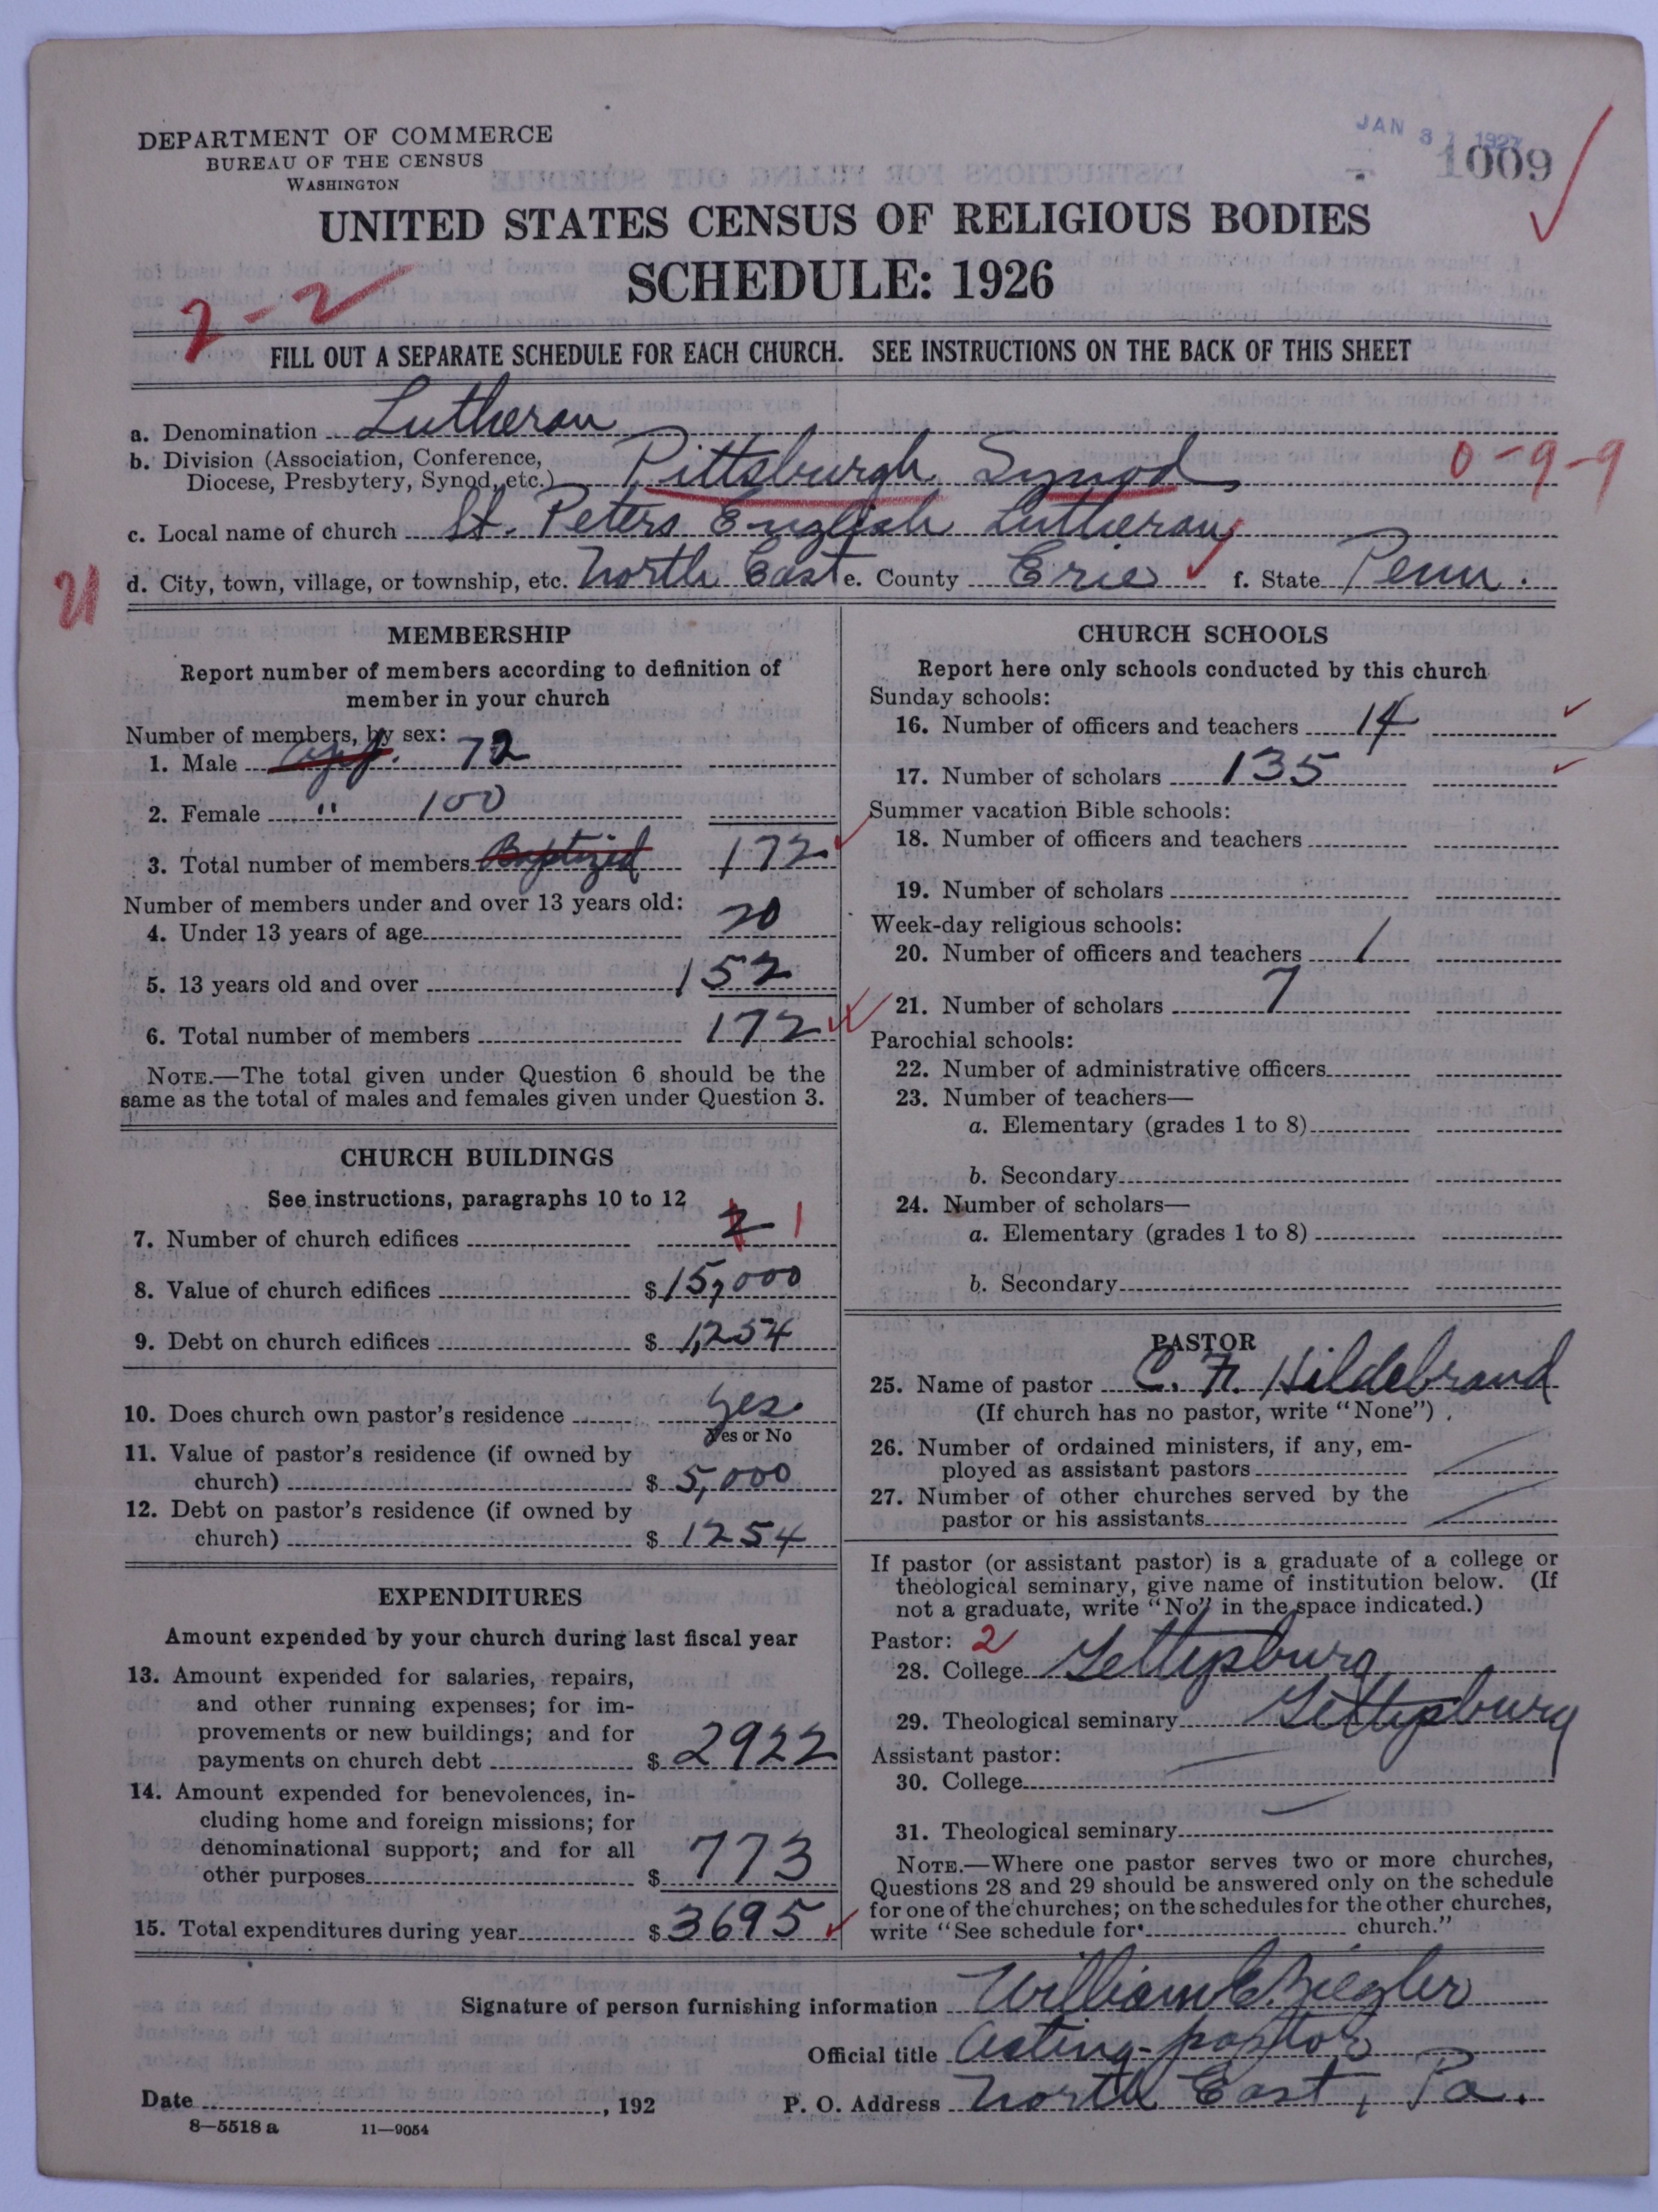 JAN 31 1927
1009
DEPARTMENT OF COMMERCE
BUREAU OF THE CENSUS
WASHINGTON
UNITED STATES CENSUS OF RELIGIOUS BODIES
SCHEDULE: 1926
2-2
FILL OUT A SEPARATE SCHEDULE FOR EACH CHURCH. SEE INSTRUCTIONS ON THE BACK OF THIS SHEET
a. Denomination Lutheran
b. Division (Association, Conference,
Diocese, Presbytery, Synod, etc.) Pittsburgh Synod 0-9-9
c. Local name of church St. Peters English Lutheran
21 d. City, town, village, or township, etc. North East e. County Erie f. State Penn.
MEMBERSHIP
Report number of members according to definition of
member in your church
Number of members, by sex:
1. Male 72
2. Female " 100
3. Total number of members Baptized 172
Number of members under and over 13 years old:
4. Under 13 years of age 20
5. 13 years old and over 152
6. Total number of members 172
NOTE.—The total given under Question 6 should be the
same as the total of males and females given under Question 3.
CHURCH BUILDINGS
See instructions, paragraphs 10 to 12
7. Number of church edifices 2 1
8. Value of church edifices $ 15,000
9. Debt on church edifices $ 1,254
10. Does church own pastor's residence yes
Yes or No
11. Value of pastor's residence (if owned by
church) $ 5,000
12. Debt on pastor's residence (if owned by
church) $ 1254
EXPENDITURES
Amount expended by your church during last fiscal year
13. Amount expended for salaries, repairs,
and other running expenses; for im-
provements or new buildings; and for
payments on church debt $ 2922
14. Amount expended for benevolences, in-
cluding home and foreign missions; for
denominational support; and for all
other purposes $ 773
15. Total expenditures during year $ 3695
CHURCH SCHOOLS
Report here only schools conducted by this church
Sunday schools:
16. Number of officers and teachers 14
17. Number of scholars 135
Summer vacation Bible schools:
18. Number of officers and teachers
19. Number of scholars
Week-day religious schools:
20. Number of officers and teachers 1
21. Number of scholars 7
Parochial schools:
22. Number of administrative officers
23. Number of teachers—
a. Elementary (grades 1 to 8)
b. Secondary
24. Number of scholars—
a. Elementary (grades 1 to 8)
b. Secondary
PASTOR
25. Name of pastor C. F. Hildebrand
(If church has no pastor, write "None")
26. Number of ordained ministers, if any, em-
ployed as assistant pastors
27. Number of other churches served by the
pastor or his assistants
If pastor (or assistant pastor) is a graduate of a college or
theological seminary, give name of institution below. (If
not a graduate, write "No" in the space indicated.)
Pastor: 2
28. College Gettysburg
29. Theological seminary Gettysburg
Assistant pastor:
30. College
31. Theological seminary
NOTE.—Where one pastor serves two or more churches,
Questions 28 and 29 should be answered only on the schedule
for one of the churches; on the schedules for the other churches,
write "See schedule for church."
Signature of person furnishing information William C. Ziegler
Official title Acting pastor
Date , 192 P. O. Address North East, Pa.
8—5518 a 11—9054